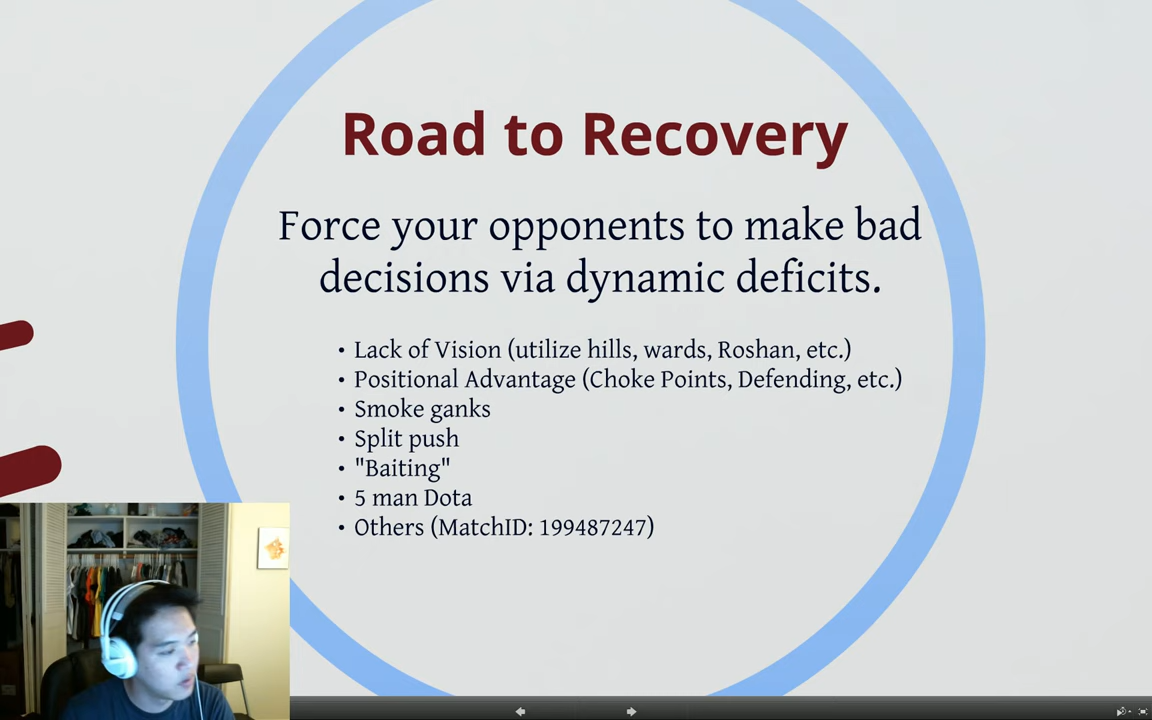 Road to Recovery
Force your opponents to make bad
decisions via dynamic deficits.
• Lack of Vision (utilize hills, wards, Roshan, etc.)
• Positional Advantage (Choke Points, Defending, etc.)
• Smoke ganks
• Split push
• "Baiting"
• 5 man Dota
• Others (MatchID: 199487247)